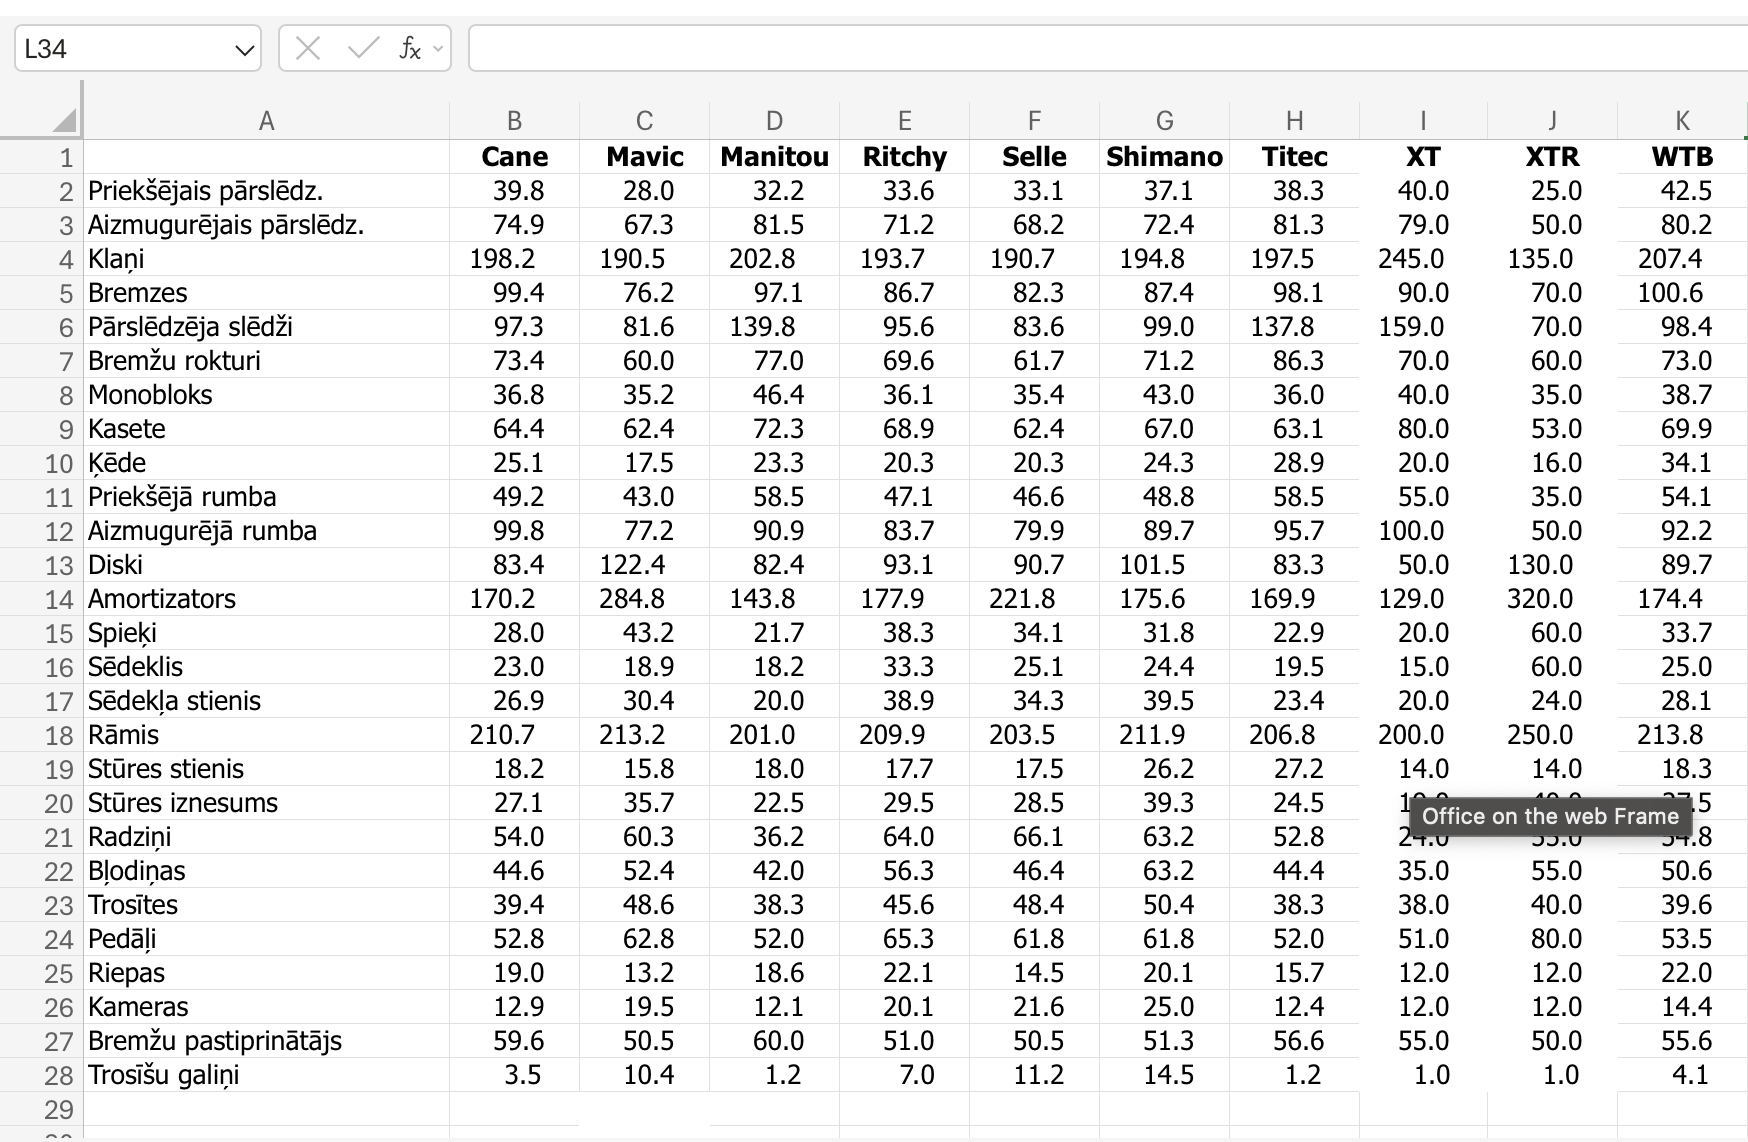 L34 fx
A B C D E F G H I J K
1 Cane Mavic Manitou Ritchy Selle Shimano Titec XT XTR WTB
2 Priekšējais pārslēdz. 39.8 28.0 32.2 33.6 33.1 37.1 38.3 40.0 25.0 42.5
3 Aizmugurējais pārslēdz. 74.9 67.3 81.5 71.2 68.2 72.4 81.3 79.0 50.0 80.2
4 Klaņi 198.2 190.5 202.8 193.7 190.7 194.8 197.5 245.0 135.0 207.4
5 Bremzes 99.4 76.2 97.1 86.7 82.3 87.4 98.1 90.0 70.0 100.6
6 Pārslēdzēja slēdži 97.3 81.6 139.8 95.6 83.6 99.0 137.8 159.0 70.0 98.4
7 Bremžu rokturi 73.4 60.0 77.0 69.6 61.7 71.2 86.3 70.0 60.0 73.0
8 Monobloks 36.8 35.2 46.4 36.1 35.4 43.0 36.0 40.0 35.0 38.7
9 Kasete 64.4 62.4 72.3 68.9 62.4 67.0 63.1 80.0 53.0 69.9
10 Ķēde 25.1 17.5 23.3 20.3 20.3 24.3 28.9 20.0 16.0 34.1
11 Priekšējā rumba 49.2 43.0 58.5 47.1 46.6 48.8 58.5 55.0 35.0 54.1
12 Aizmugurējā rumba 99.8 77.2 90.9 83.7 79.9 89.7 95.7 100.0 50.0 92.2
13 Diski 83.4 122.4 82.4 93.1 90.7 101.5 83.3 50.0 130.0 89.7
14 Amortizators 170.2 284.8 143.8 177.9 221.8 175.6 169.9 129.0 320.0 174.4
15 Spieķi 28.0 43.2 21.7 38.3 34.1 31.8 22.9 20.0 60.0 33.7
16 Sēdeklis 23.0 18.9 18.2 33.3 25.1 24.4 19.5 15.0 60.0 25.0
17 Sēdekļa stienis 26.9 30.4 20.0 38.9 34.3 39.5 23.4 20.0 24.0 28.1
18 Rāmis 210.7 213.2 201.0 209.9 203.5 211.9 206.8 200.0 250.0 213.8
19 Stūres stienis 18.2 15.8 18.0 17.7 17.5 26.2 27.2 14.0 14.0 18.3
20 Stūres iznesums 27.1 35.7 22.5 29.5 28.5 39.3 24.5
Office on the web Frame
21 Radziņi 54.0 60.3 36.2 64.0 66.1 63.2 52.8
22 Bļodiņas 44.6 52.4 42.0 56.3 46.4 63.2 44.4 35.0 55.0 50.6
23 Trosītes 39.4 48.6 38.3 45.6 48.4 50.4 38.3 38.0 40.0 39.6
24 Pedāļi 52.8 62.8 52.0 65.3 61.8 61.8 52.0 51.0 80.0 53.5
25 Riepas 19.0 13.2 18.6 22.1 14.5 20.1 15.7 12.0 12.0 22.0
26 Kameras 12.9 19.5 12.1 20.1 21.6 25.0 12.4 12.0 12.0 14.4
27 Bremžu pastiprinātājs 59.6 50.5 60.0 51.0 50.5 51.3 56.6 55.0 50.0 55.6
28 Trosīšu galiņi 3.5 10.4 1.2 7.0 11.2 14.5 1.2 1.0 1.0 4.1
29